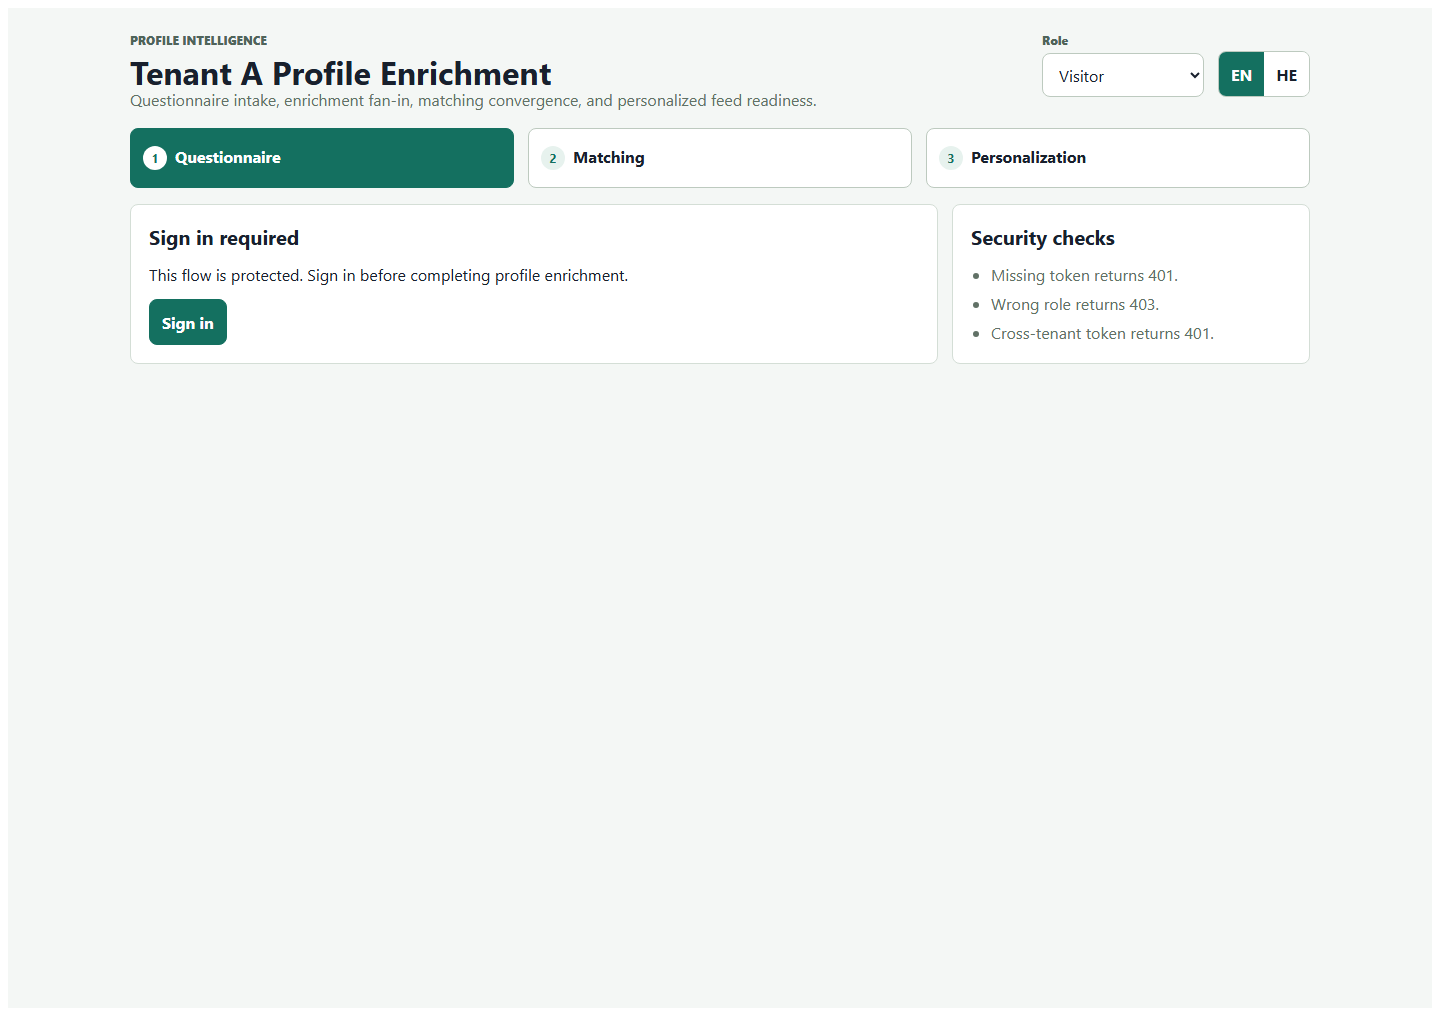 PROFILE INTELLIGENCE
Tenant A Profile Enrichment
Questionnaire intake, enrichment fan-in, matching convergence, and personalized feed readiness.
Role
Visitor
EN HE
1 Questionnaire
2 Matching
3 Personalization
Sign in required
This flow is protected. Sign in before completing profile enrichment.
Sign in
Security checks
Missing token returns 401.
Wrong role returns 403.
Cross-tenant token returns 401.